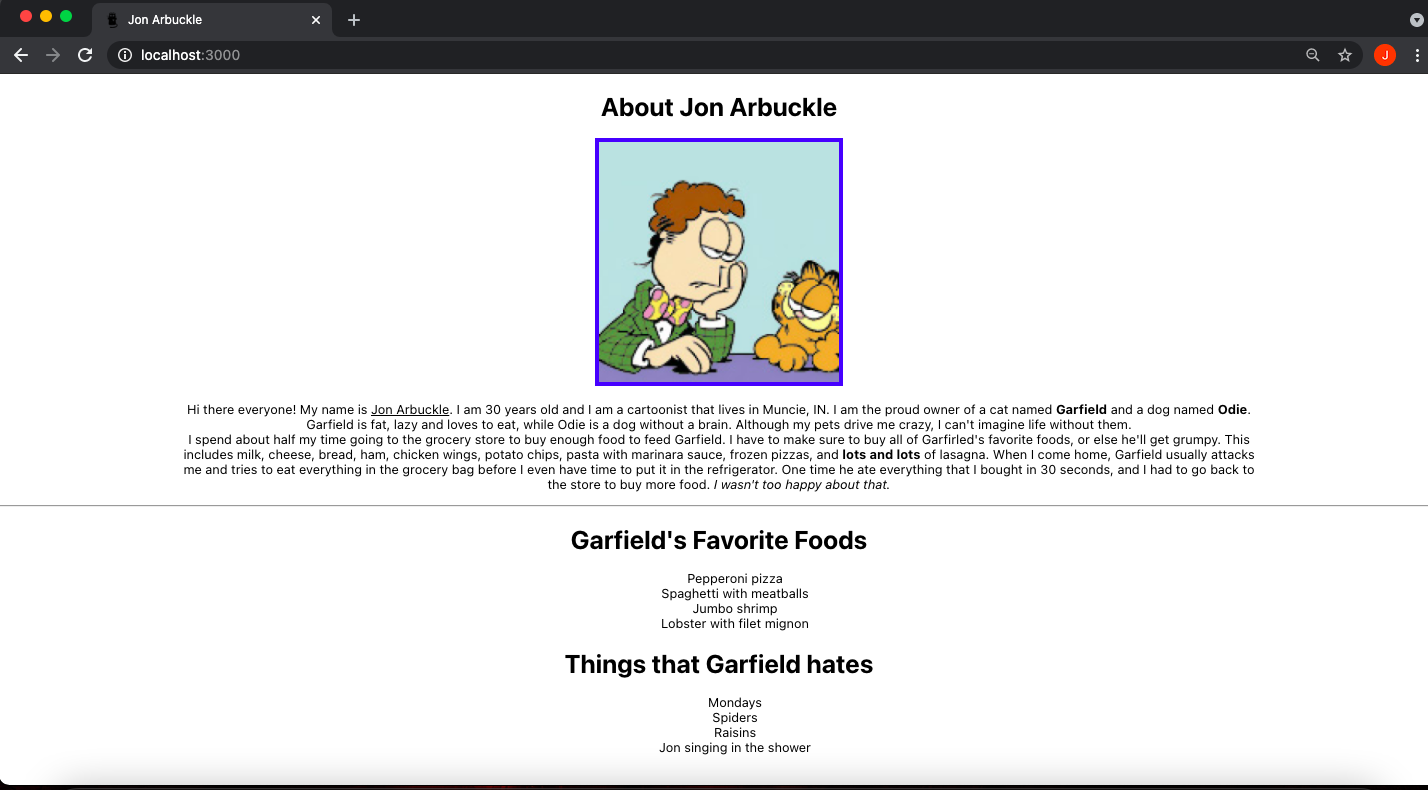 Jon Arbuckle
localhost:3000
J
About Jon Arbuckle
Hi there everyone! My name is Jon Arbuckle. I am 30 years old and I am a cartoonist that lives in Muncie, IN. I am the proud owner of a cat named Garfield and a dog named Odie.
Garfield is fat, lazy and loves to eat, while Odie is a dog without a brain. Although my pets drive me crazy, I can't imagine life without them.
I spend about half my time going to the grocery store to buy enough food to feed Garfield. I have to make sure to buy all of Garfirled's favorite foods, or else he'll get grumpy. This
includes milk, cheese, bread, ham, chicken wings, potato chips, pasta with marinara sauce, frozen pizzas, and lots and lots of lasagna. When I come home, Garfield usually attacks
me and tries to eat everything in the grocery bag before I even have time to put it in the refrigerator. One time he ate everything that I bought in 30 seconds, and I had to go back to
the store to buy more food. I wasn't too happy about that.
Garfield's Favorite Foods
Pepperoni pizza
Spaghetti with meatballs
Jumbo shrimp
Lobster with filet mignon
Things that Garfield hates
Mondays
Spiders
Raisins
Jon singing in the shower